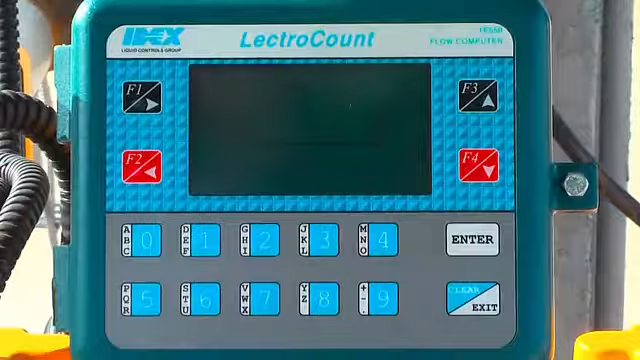 IDEX
LIQUID CONTROLS GROUP
LectroCount
FLOW COMPUTER
F1
F3
F2
F4
ABC 0 DEF 1 GHI 2 JKL 3 MNO 4 ENTER
PQR 5 STU 6 VWX 7 YZ 8 +-. 9 CLEAR EXIT